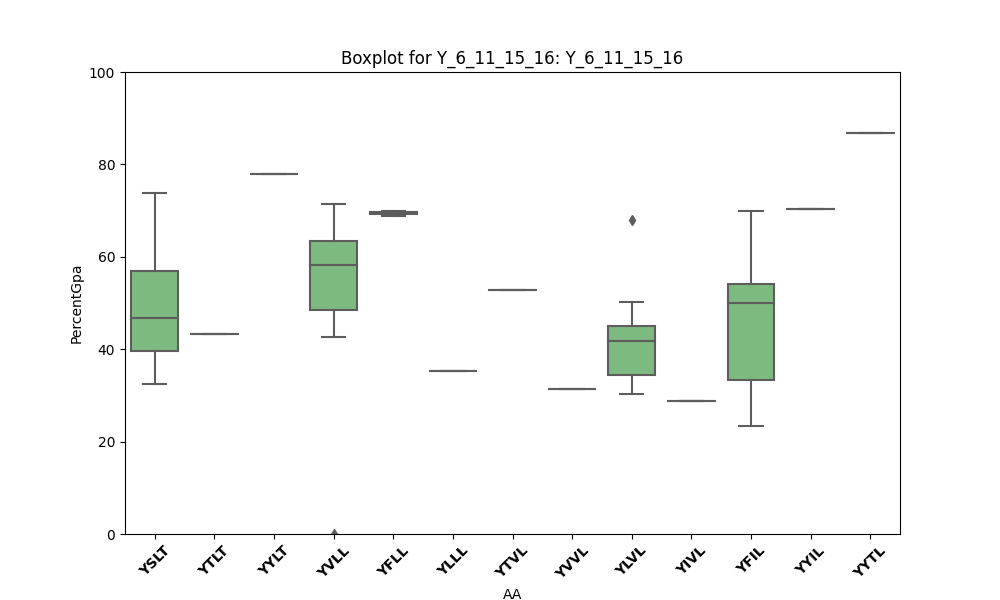 Boxplot for Y_6_11_15_16: Y_6_11_15_16
100
80
60
40
20
0
PercentGpa
YSLT YTLT YYLT YVLL YFLL YLLL YTVL YVVL YLVL YIVL YFIL YYIL YYTL
AA